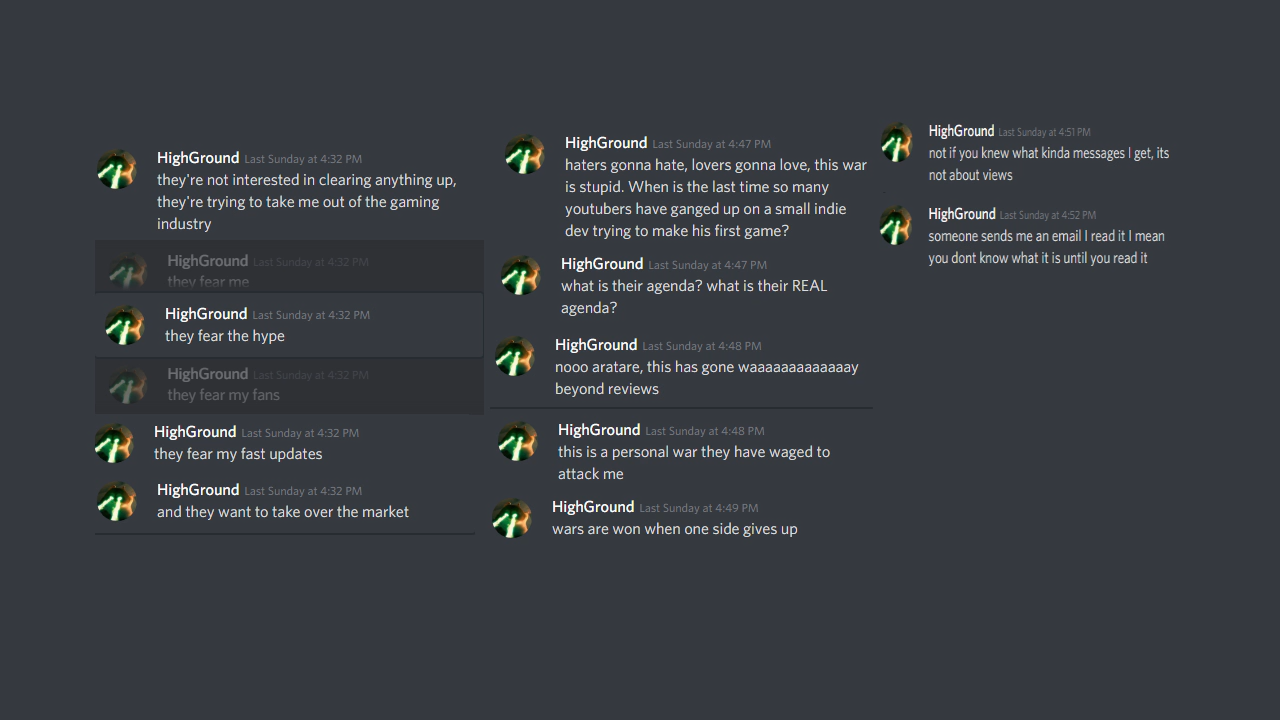 HighGround Last Sunday at 4:32 PM
they're not interested in clearing anything up,
they're trying to take me out of the gaming
industry
HighGround Last Sunday at 4:32 PM
they fear me
HighGround Last Sunday at 4:32 PM
they fear the hype
HighGround Last Sunday at 4:32 PM
they fear my fans
HighGround Last Sunday at 4:32 PM
they fear my fast updates
HighGround Last Sunday at 4:32 PM
and they want to take over the market
HighGround Last Sunday at 4:47 PM
haters gonna hate, lovers gonna love, this war
is stupid. When is the last time so many
youtubers have ganged up on a small indie
dev trying to make his first game?
HighGround Last Sunday at 4:47 PM
what is their agenda? what is their REAL
agenda?
HighGround Last Sunday at 4:48 PM
nooo aratare, this has gone waaaaaaaaaaaaay
beyond reviews
HighGround Last Sunday at 4:48 PM
this is a personal war they have waged to
attack me
HighGround Last Sunday at 4:49 PM
wars are won when one side gives up
HighGround Last Sunday at 4:51 PM
not if you knew what kinda messages I get, its
not about views
HighGround Last Sunday at 4:52 PM
someone sends me an email I read it I mean
you dont know what it is until you read it